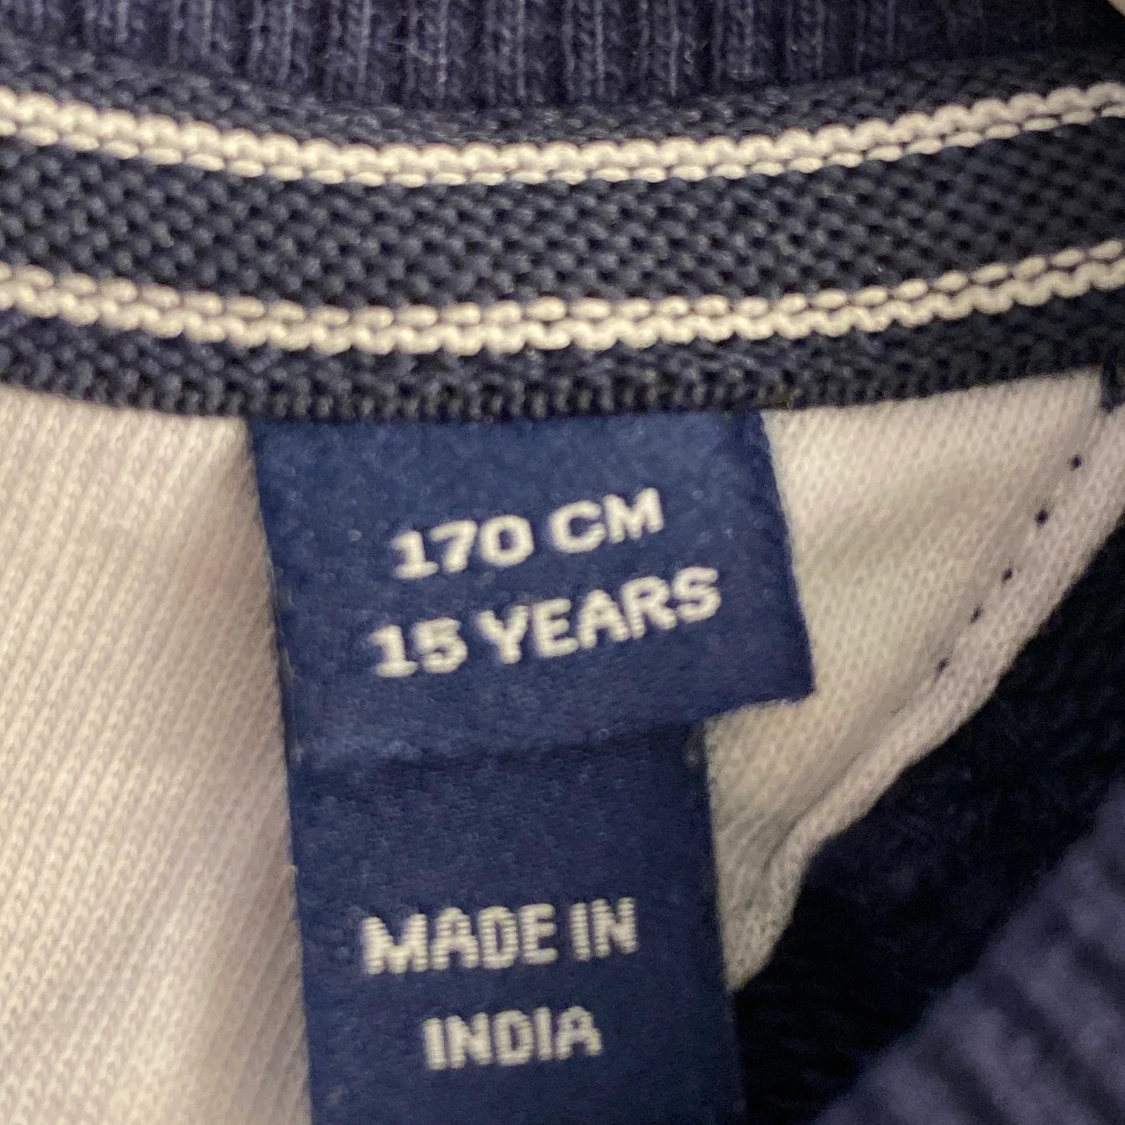 170 CM
15 YEARS
MADE IN
INDIA